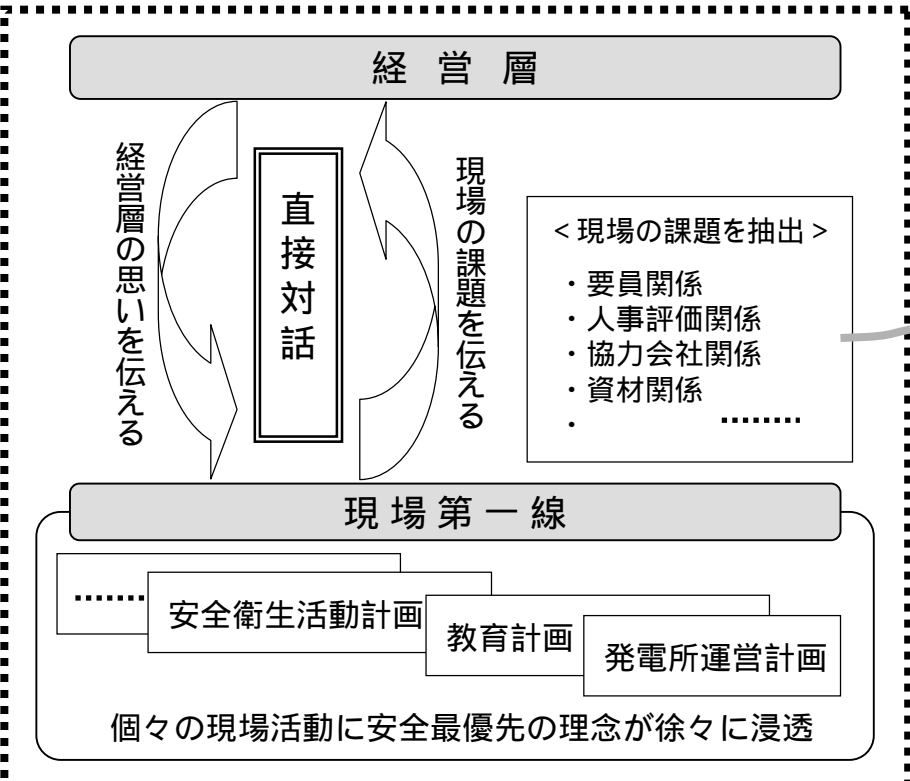 経 営 層
経営層の思いを伝える
直接対話
現場の課題を伝える
<現場の課題を抽出>
・要員関係
・人事評価関係
・協力会社関係
・資材関係
・ ………
現場第一線
………
安全衛生活動計画
教育計画
発電所運営計画
個々の現場活動に安全最優先の理念が徐々に浸透